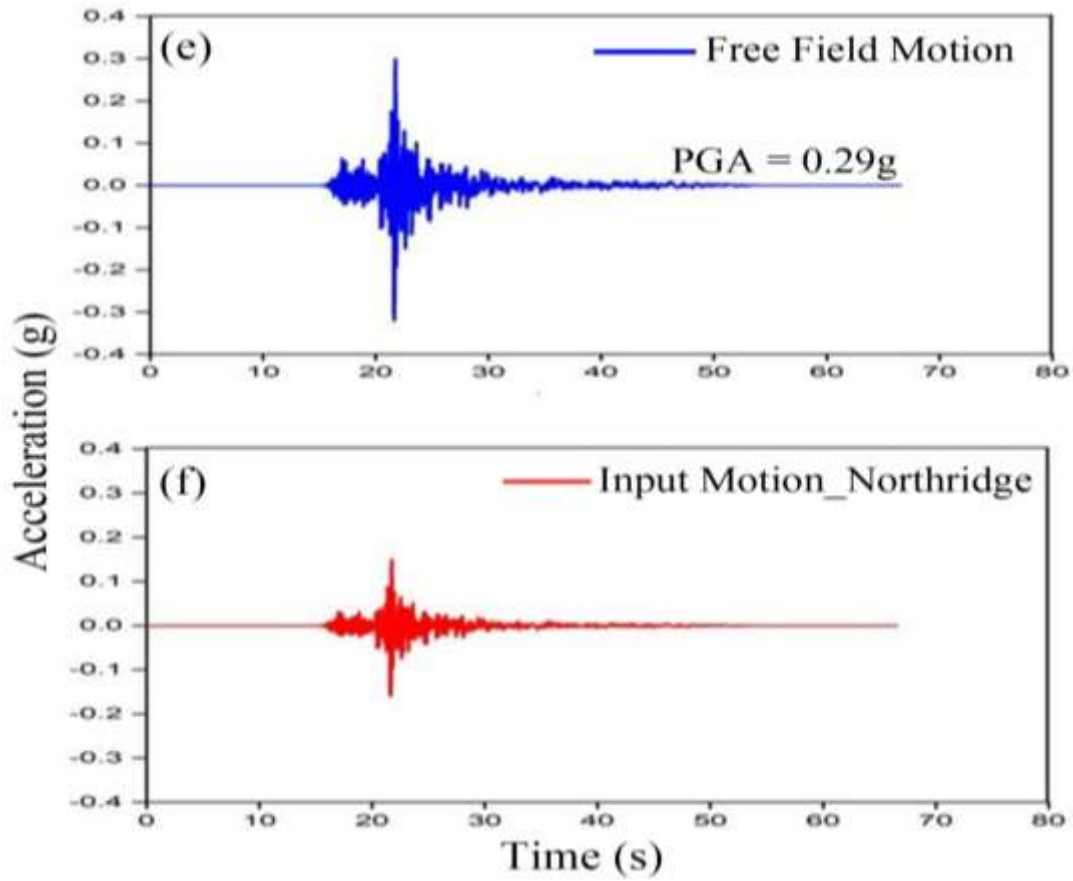 (e)
Free Field Motion
PGA = 0.29g
0.4
0.3
0.2
0.1
0.0
-0.1
-0.2
-0.3
-0.4
0 10 20 30 40 50 60 70 80
Acceleration (g)
(f)
Input Motion_Northridge
0.4
0.3
0.2
0.1
0.0
-0.1
-0.2
-0.3
-0.4
0 10 20 30 40 50 60 70 80
Time (s)